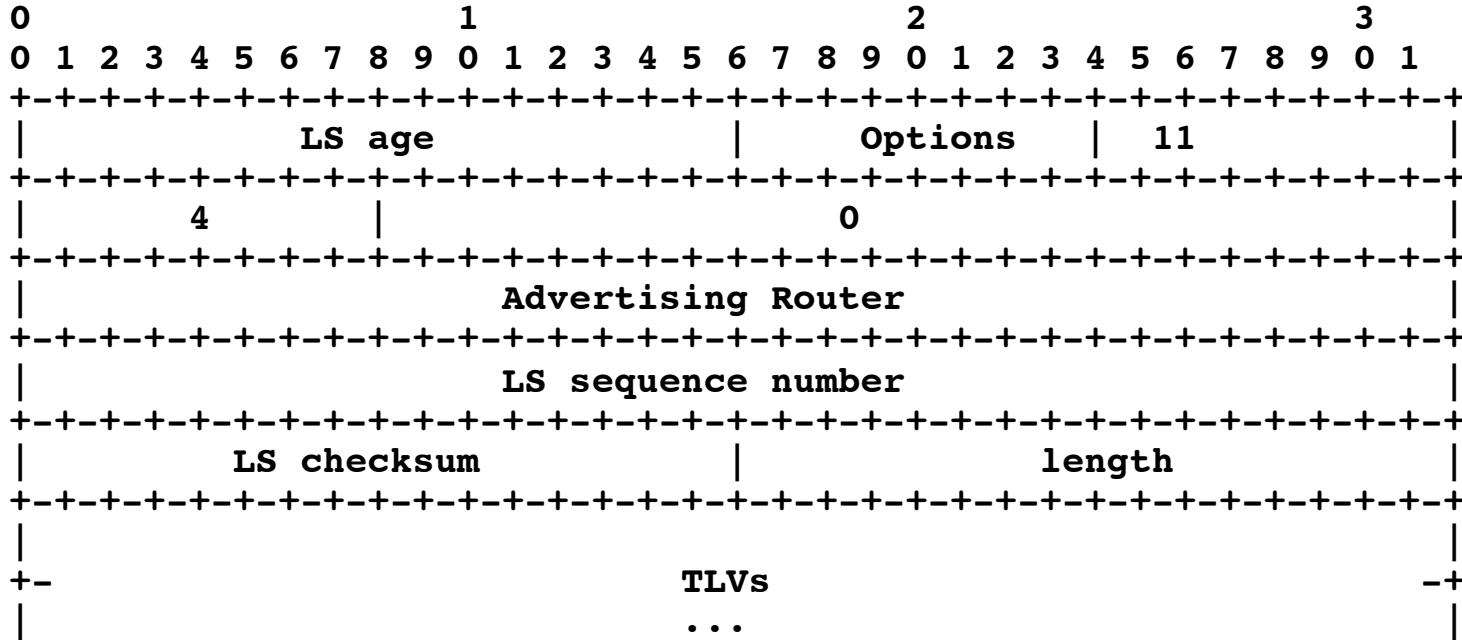 0                   1                   2                   3
0 1 2 3 4 5 6 7 8 9 0 1 2 3 4 5 6 7 8 9 0 1 2 3 4 5 6 7 8 9 0 1
+-+-+-+-+-+-+-+-+-+-+-+-+-+-+-+-+-+-+-+-+-+-+-+-+-+-+-+-+-+-+-+-+
|            LS age             |     Options   |  11           |
+-+-+-+-+-+-+-+-+-+-+-+-+-+-+-+-+-+-+-+-+-+-+-+-+-+-+-+-+-+-+-+-+
|       4       |                    0                          |
+-+-+-+-+-+-+-+-+-+-+-+-+-+-+-+-+-+-+-+-+-+-+-+-+-+-+-+-+-+-+-+-+
|                     Advertising Router                        |
+-+-+-+-+-+-+-+-+-+-+-+-+-+-+-+-+-+-+-+-+-+-+-+-+-+-+-+-+-+-+-+-+
|                     LS sequence number                        |
+-+-+-+-+-+-+-+-+-+-+-+-+-+-+-+-+-+-+-+-+-+-+-+-+-+-+-+-+-+-+-+-+
|         LS checksum           |             length            |
+-+-+-+-+-+-+-+-+-+-+-+-+-+-+-+-+-+-+-+-+-+-+-+-+-+-+-+-+-+-+-+-+
|                                                               |
+-                            TLVs                             -+
|                             ...                               |